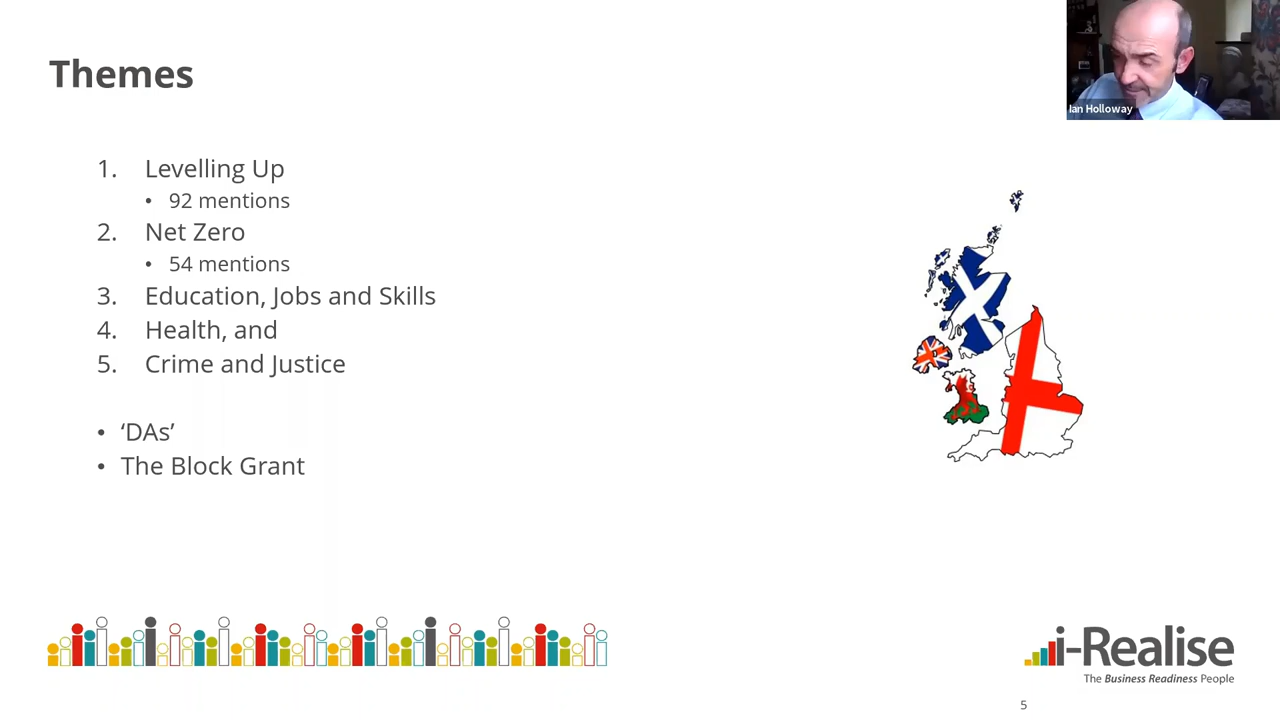 Themes
Ian Holloway
1. Levelling Up
• 92 mentions
2. Net Zero
• 54 mentions
3. Education, Jobs and Skills
4. Health, and
5. Crime and Justice
• ‘DAs’
• The Block Grant
i-Realise
The Business Readiness People
5